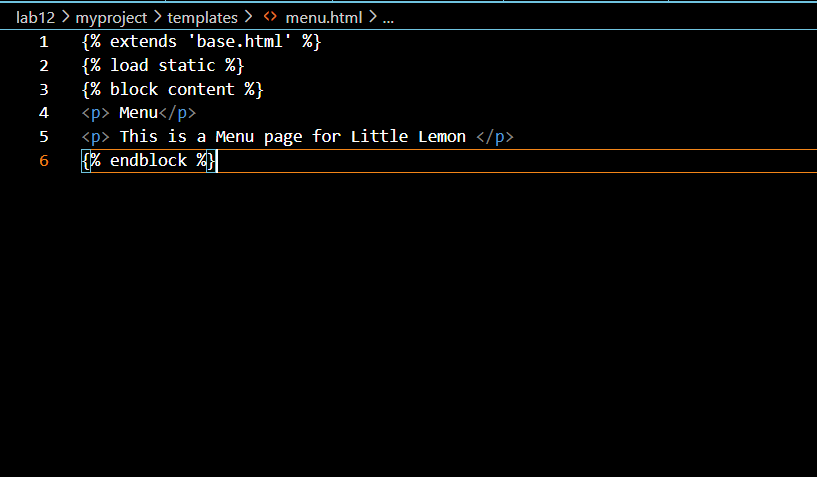 lab12 > myproject > templates > <> menu.html > ...
1 {% extends 'base.html' %}
2 {% load static %}
3 {% block content %}
4 <p> Menu</p>
5 <p> This is a Menu page for Little Lemon </p>
6 {% endblock %}